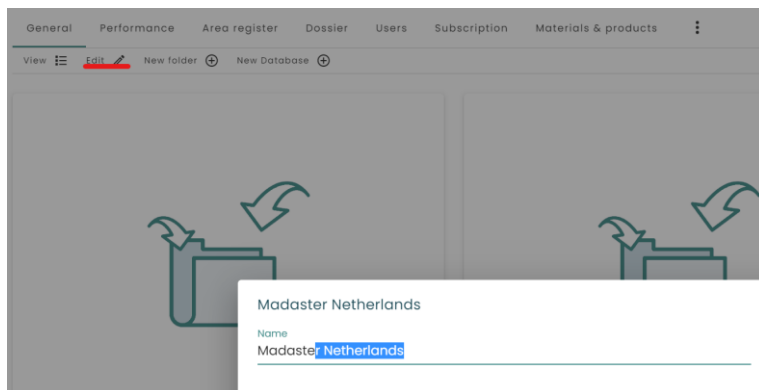 General Performance Area register Dossier Users Subscription Materials & products
View Edit New folder New Database
Madaster Netherlands
Name
Madaster Netherlands